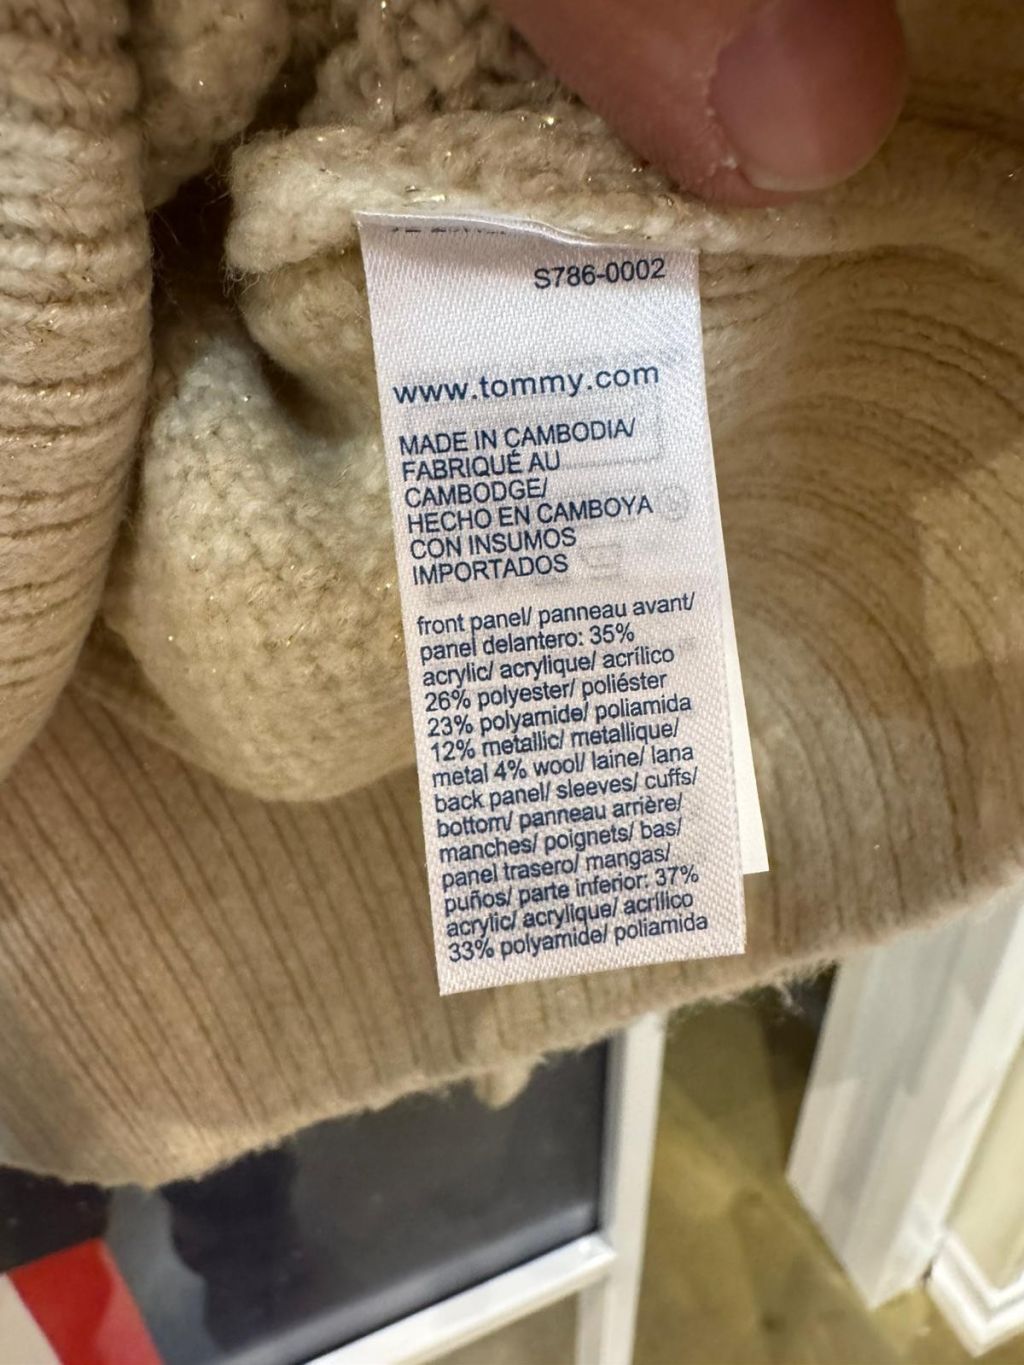 S786-0002
www.tommy.com
MADE IN CAMBODIA/
FABRIQUÉ AU
CAMBODGE/
HECHO EN CAMBOYA
CON INSUMOS
IMPORTADOS
front panel/ panneau avant/
panel delantero: 35%
acrylic/ acrylique/ acrílico
26% polyester/ poliéster
23% polyamide/ poliamida
12% metallic/ metallique/
metal 4% wool/ laine/ lana
back panel/ sleeves/ cuffs/
bottom/ panneau arrière/
manches/ poignets/ bas/
panel trasero/ mangas/
puños/ parte inferior: 37%
acrylic/ acrylique/ acrílico
33% polyamide/ poliamida